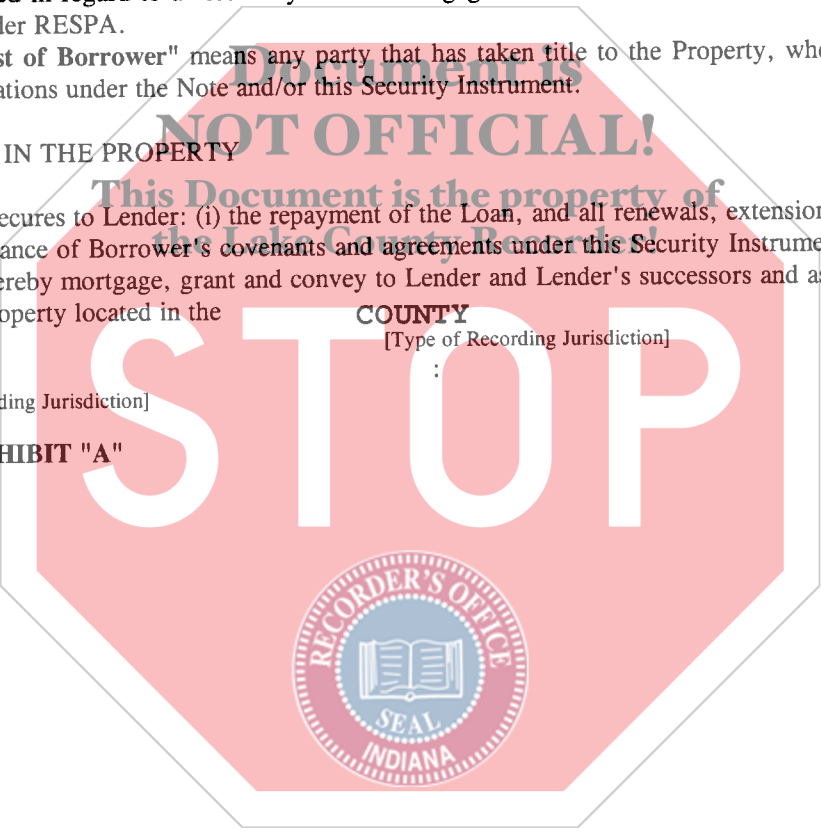 ler RESPA.
st of Borrower" means any party that has taken title to the Property, whe
ations under the Note and/or this Security Instrument.
Document is
NOT OFFICIAL!
This Document is the property of
the Lake County Recorder!
IN THE PROPERTY
ecures to Lender: (i) the repayment of the Loan, and all renewals, extension
ance of Borrower's covenants and agreements under this Security Instrume
ereby mortgage, grant and convey to Lender and Lender's successors and as
operty located in the COUNTY
[Type of Recording Jurisdiction]
:
ding Jurisdiction]
HIBIT "A"
STOP
RECORDER'S OFFICE
SEAL
INDIANA